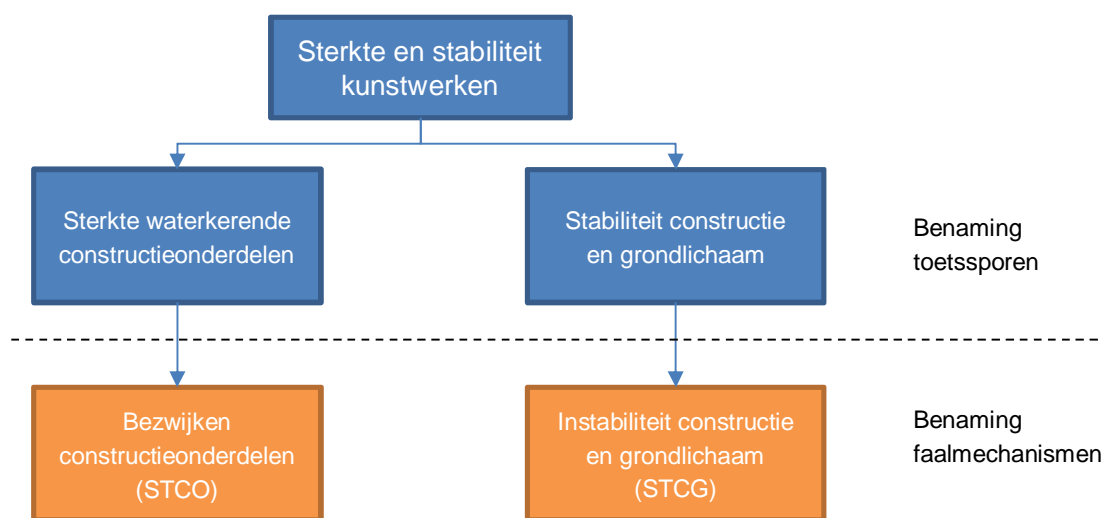 Sterkte en stabiliteit
kunstwerken
Sterkte waterkerende
constructieonderdelen
Stabiliteit constructie
en grondlichaam
Benaming
toetssporen
Bezwijken
constructieonderdelen
(STCO)
Instabiliteit constructie
en grondlichaam
(STCG)
Benaming
faalmechanismen